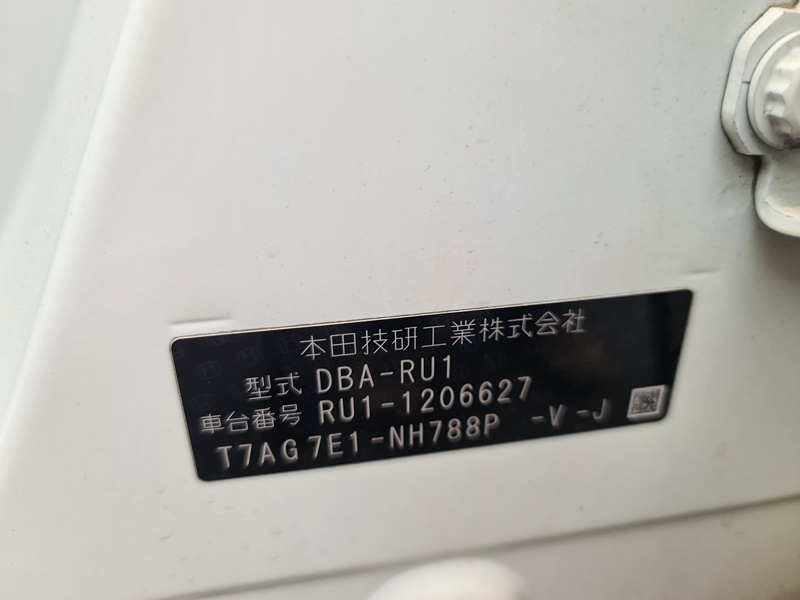 本田技研工業株式会社
型式 DBA-RU1
車台番号 RU1-1206627
T7AG7E1-NH788P -V-J